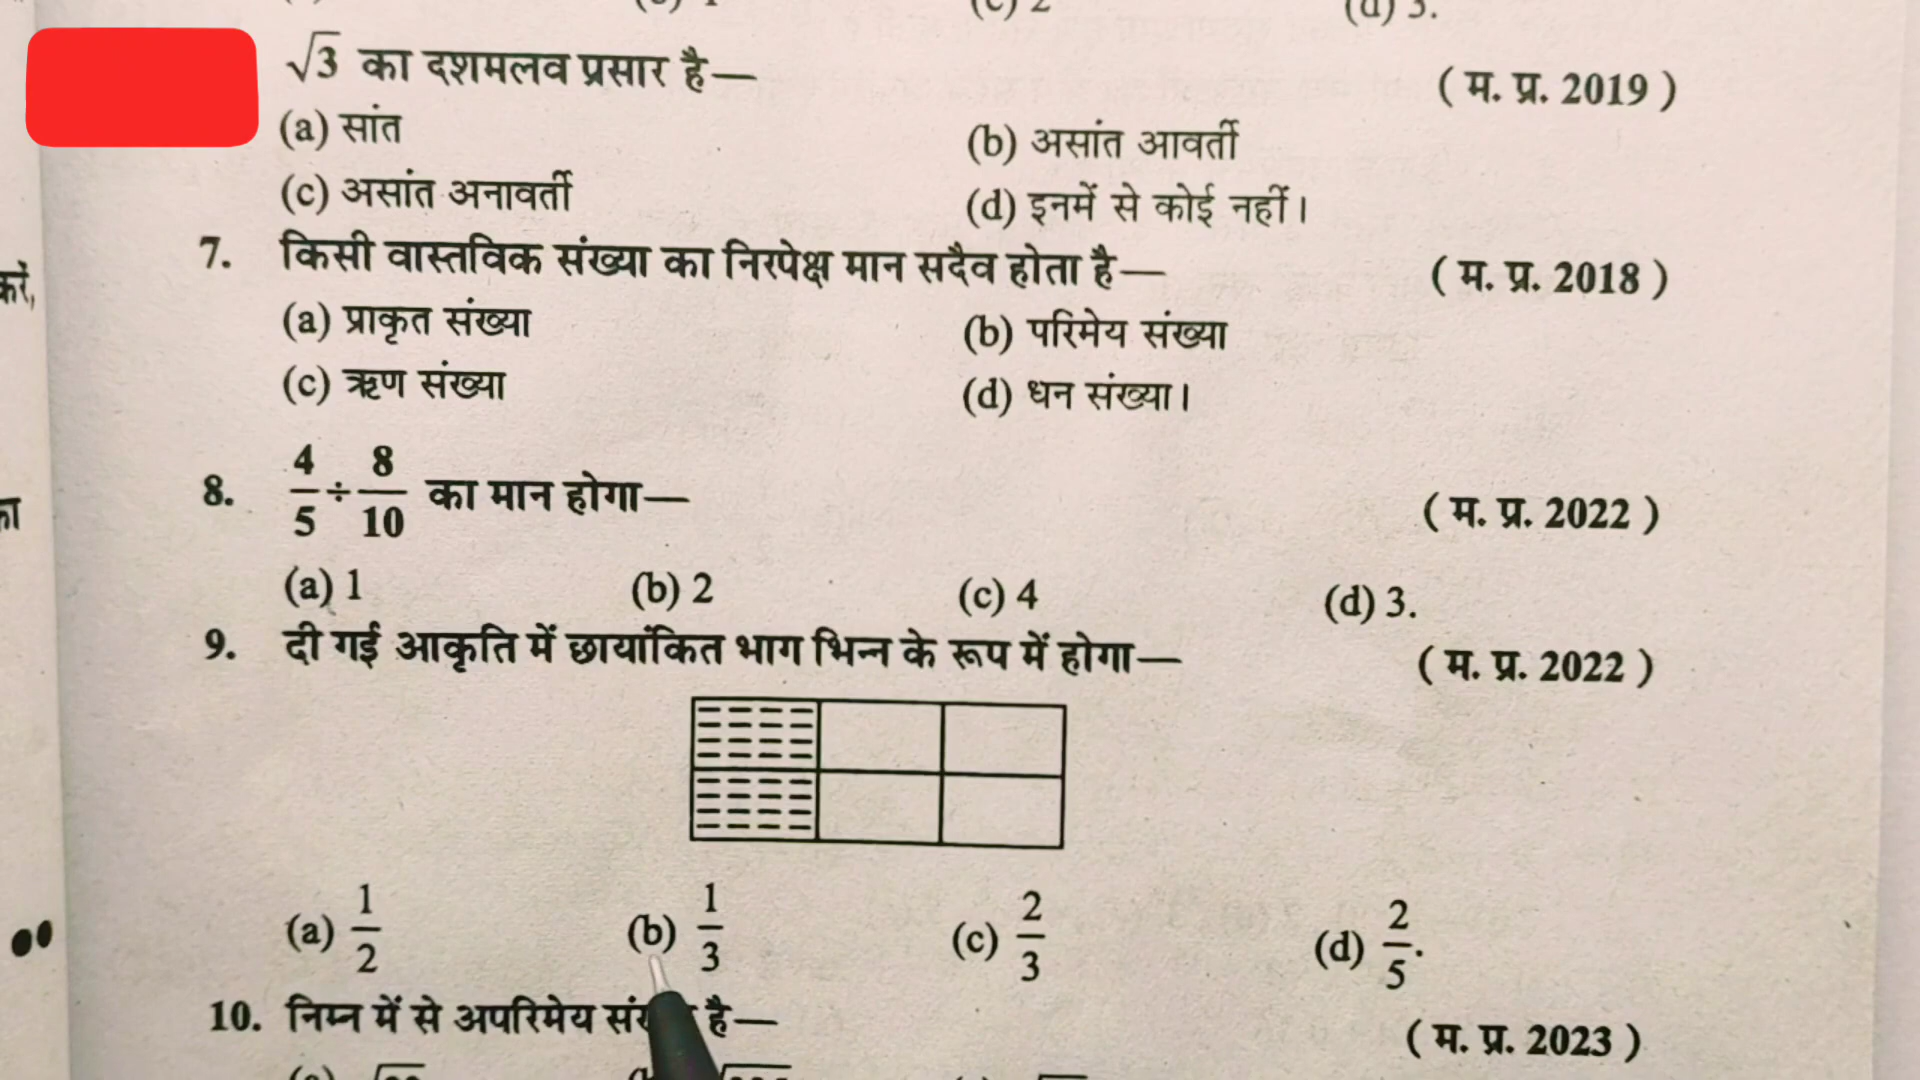 √3 का दशमलव प्रसार है— ( म. प्र. 2019 )
(a) सांत (b) असांत आवर्ती
(c) असांत अनावर्ती (d) इनमें से कोई नहीं।
7. किसी वास्तविक संख्या का निरपेक्ष मान सदैव होता है— ( म. प्र. 2018 )
(a) प्राकृत संख्या (b) परिमेय संख्या
(c) ऋण संख्या (d) धन संख्या।
8. 4/5 ÷ 8/10 का मान होगा— ( म. प्र. 2022 )
(a) 1 (b) 2 (c) 4 (d) 3.
9. दी गई आकृति में छायांकित भाग भिन्न के रूप में होगा— ( म. प्र. 2022 )
(a) 1/2 (b) 1/3 (c) 2/3 (d) 2/5.
10. निम्न में से अपरिमेय है— ( म. प्र. 2023 )